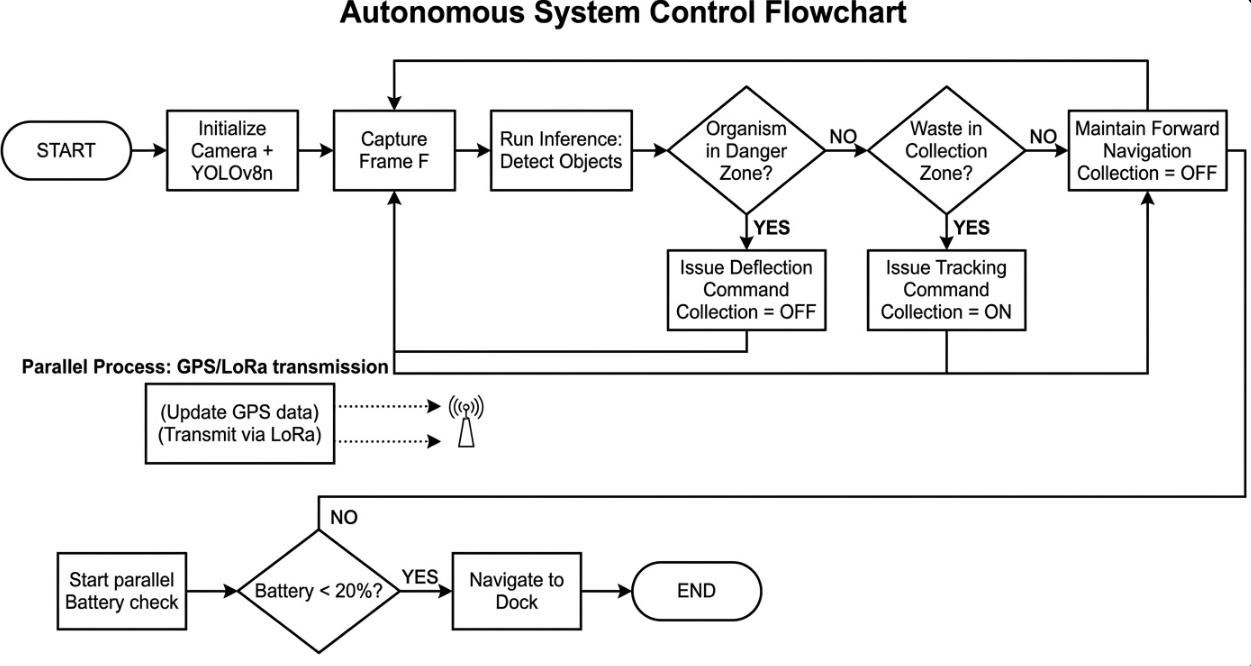 Autonomous System Control Flowchart
START
Initialize
Camera +
YOLOv8n
Capture
Frame F
Run Inference:
Detect Objects
Organism
in Danger
Zone?
NO
Waste in
Collection
Zone?
NO
Maintain Forward
Navigation
Collection = OFF
YES
Issue Deflection
Command
Collection = OFF
YES
Issue Tracking
Command
Collection = ON
Parallel Process: GPS/LoRa transmission
(Update GPS data)
(Transmit via LoRa)
Start parallel
Battery check
Battery < 20%?
NO
YES
Navigate to
Dock
END